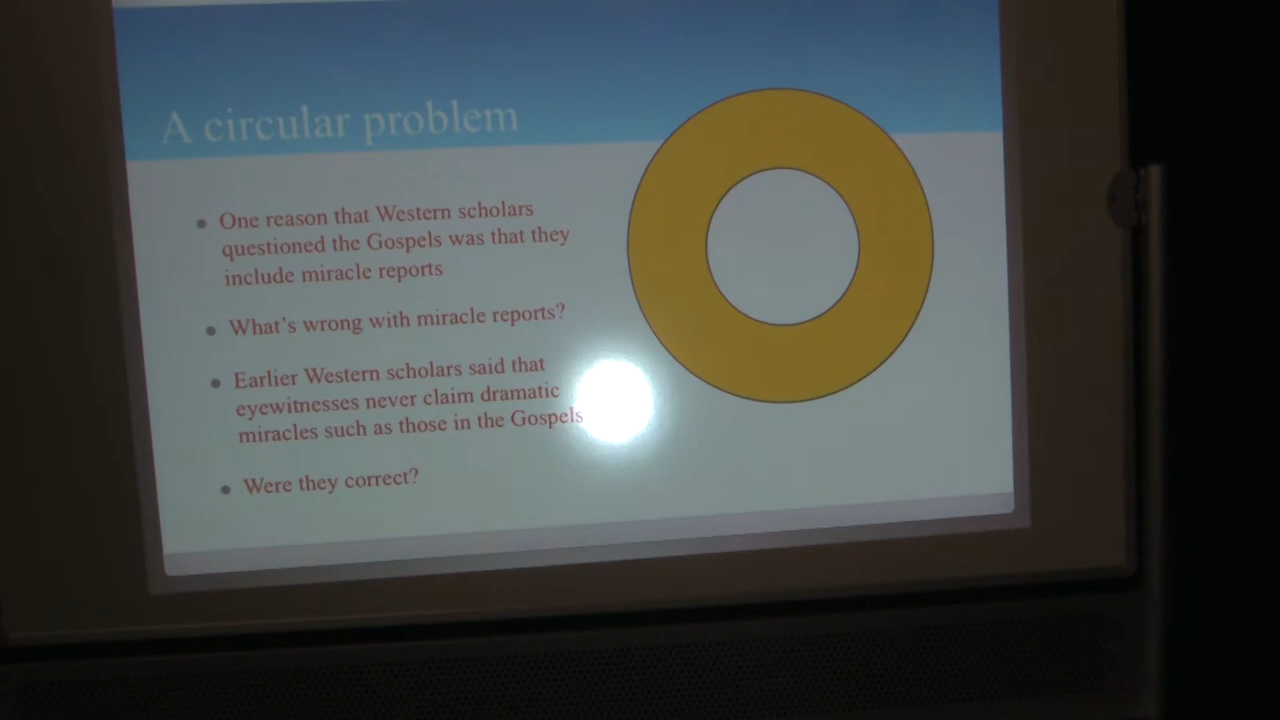 A circular problem
One reason that Western scholars
questioned the Gospels was that they
include miracle reports
What's wrong with miracle reports?
Earlier Western scholars said that
eyewitnesses never claim dramatic
miracles such as those in the Gospels
Were they correct?